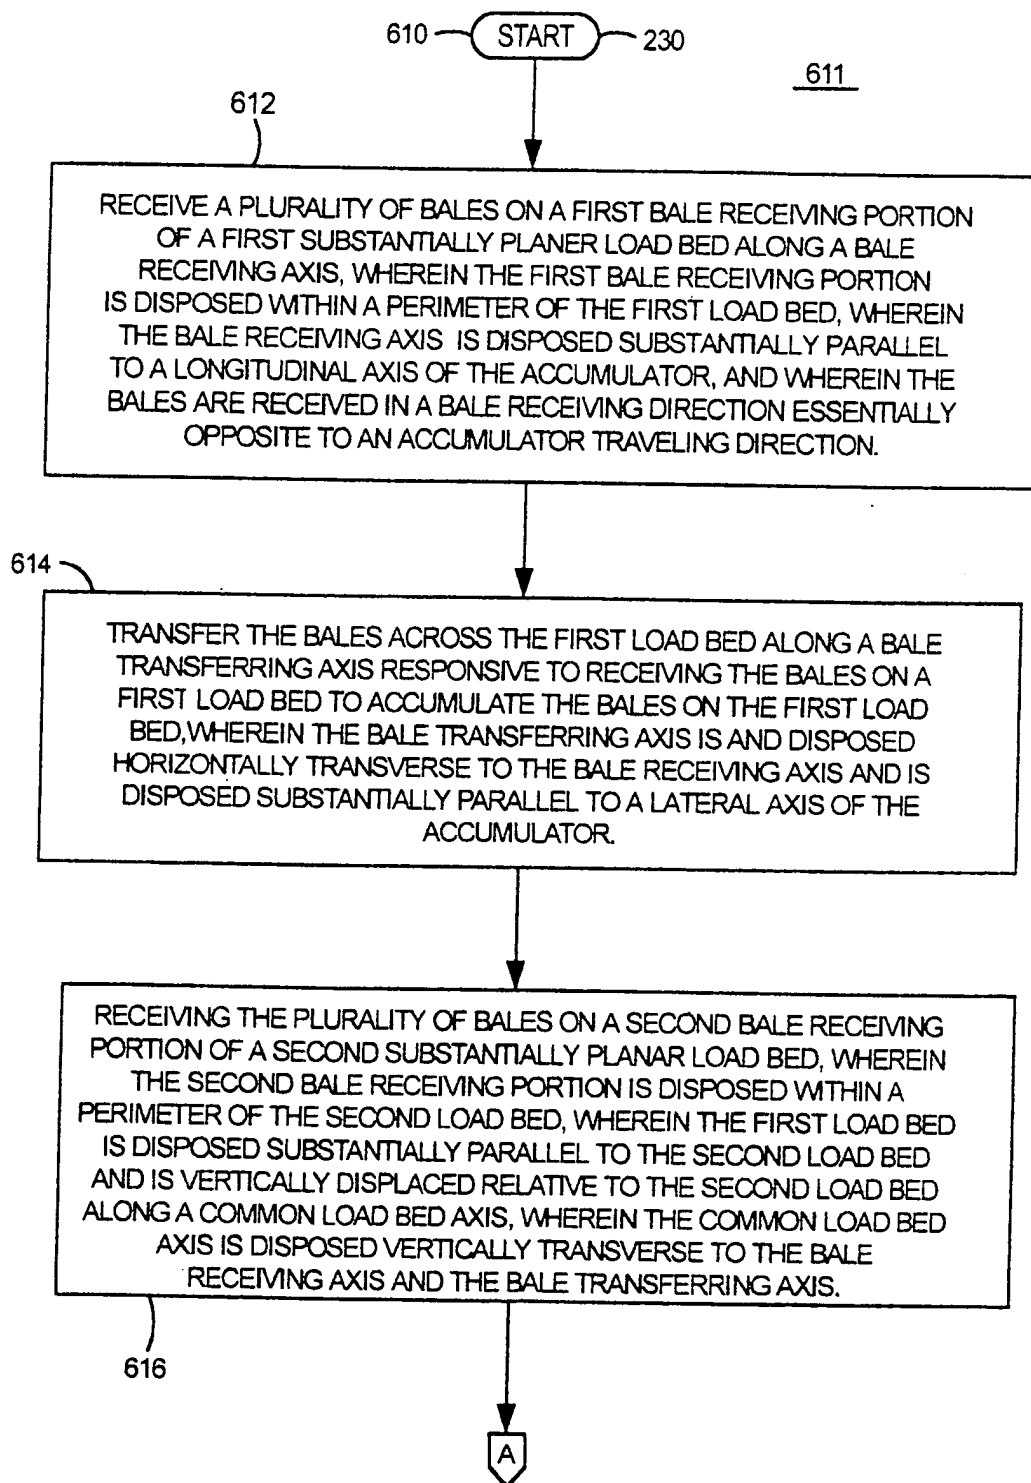 610 START 230
611
612
RECEIVE A PLURALITY OF BALES ON A FIRST BALE RECEIVING PORTION
OF A FIRST SUBSTANTIALLY PLANER LOAD BED ALONG A BALE
RECEIVING AXIS, WHEREIN THE FIRST BALE RECEIVING PORTION
IS DISPOSED WITHIN A PERIMETER OF THE FIRST LOAD BED, WHEREIN
THE BALE RECEIVING AXIS IS DISPOSED SUBSTANTIALLY PARALLEL
TO A LONGITUDINAL AXIS OF THE ACCUMULATOR, AND WHEREIN THE
BALES ARE RECEIVED IN A BALE RECEIVING DIRECTION ESSENTIALLY
OPPOSITE TO AN ACCUMULATOR TRAVELING DIRECTION.
614
TRANSFER THE BALES ACROSS THE FIRST LOAD BED ALONG A BALE
TRANSFERRING AXIS RESPONSIVE TO RECEIVING THE BALES ON A
FIRST LOAD BED TO ACCUMULATE THE BALES ON THE FIRST LOAD
BED,WHEREIN THE BALE TRANSFERRING AXIS IS AND DISPOSED
HORIZONTALLY TRANSVERSE TO THE BALE RECEIVING AXIS AND IS
DISPOSED SUBSTANTIALLY PARALLEL TO A LATERAL AXIS OF THE
ACCUMULATOR.
RECEIVING THE PLURALITY OF BALES ON A SECOND BALE RECEIVING
PORTION OF A SECOND SUBSTANTIALLY PLANAR LOAD BED, WHEREIN
THE SECOND BALE RECEIVING PORTION IS DISPOSED WITHIN A
PERIMETER OF THE SECOND LOAD BED, WHEREIN THE FIRST LOAD BED
IS DISPOSED SUBSTANTIALLY PARALLEL TO THE SECOND LOAD BED
AND IS VERTICALLY DISPLACED RELATIVE TO THE SECOND LOAD BED
ALONG A COMMON LOAD BED AXIS, WHEREIN THE COMMON LOAD BED
AXIS IS DISPOSED VERTICALLY TRANSVERSE TO THE BALE
RECEIVING AXIS AND THE BALE TRANSFERRING AXIS.
616
A